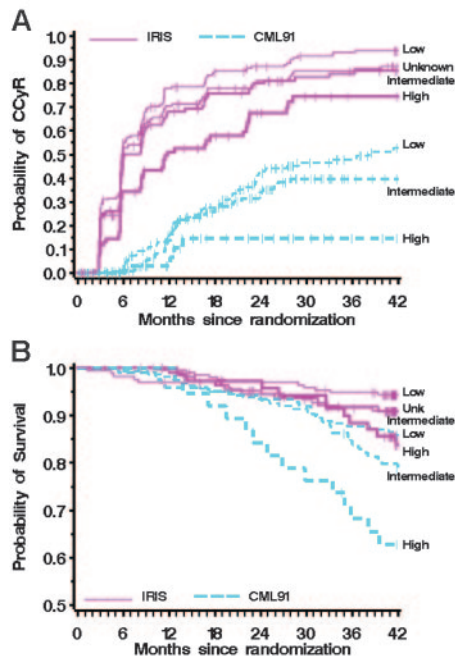 A
IRIS CML91
Probability of CCyR
1.0
0.9
0.8
0.7
0.6
0.5
0.4
0.3
0.2
0.1
0.0
Low
Unknown
Intermediate
High
Low
Intermediate
High
0 6 12 18 24 30 36 42
Months since randomization
B
Probability of Survival
1.0
0.9
0.8
0.7
0.6
0.5
Low
Unk
Intermediate
Low
High
Intermediate
High
IRIS CML91
0 6 12 18 24 30 36 42
Months since randomization